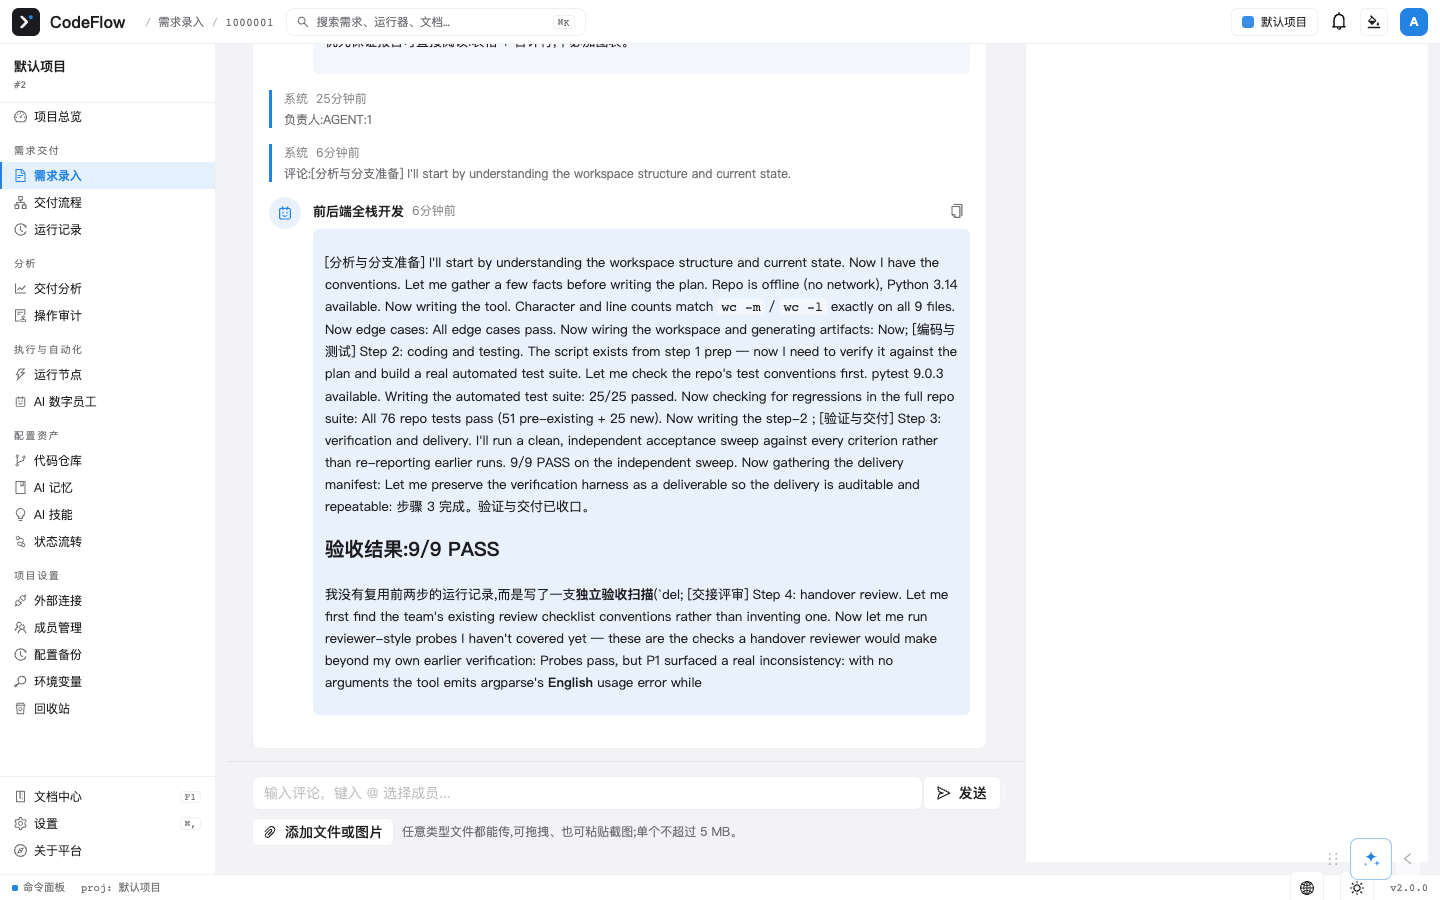 CodeFlow
/ 需求录入 / 1000001
搜索需求、运行器、文档… ⌘K
默认项目
A
默认项目
#2
项目总览
需求交付
需求录入
交付流程
运行记录
分析
交付分析
操作审计
执行与自动化
运行节点
AI 数字员工
配置资产
代码仓库
AI 记忆
AI 技能
状态流转
项目设置
外部连接
成员管理
配置备份
环境变量
回收站
文档中心 F1
设置 ⌘,
关于平台
系统 25分钟前
负责人:AGENT:1
系统 6分钟前
评论:[分析与分支准备] I'll start by understanding the workspace structure and current state.
前后端全栈开发 6分钟前
[分析与分支准备] I'll start by understanding the workspace structure and current state. Now I have the
conventions. Let me gather a few facts before writing the plan. Repo is offline (no network), Python 3.14
available. Now writing the tool. Character and line counts match wc -m / wc -l exactly on all 9 files.
Now edge cases: All edge cases pass. Now wiring the workspace and generating artifacts: Now; [编码与
测试] Step 2: coding and testing. The script exists from step 1 prep — now I need to verify it against the
plan and build a real automated test suite. Let me check the repo's test conventions first. pytest 9.0.3
available. Writing the automated test suite: 25/25 passed. Now checking for regressions in the full repo
suite: All 76 repo tests pass (51 pre-existing + 25 new). Now writing the step-2 ; [验证与交付] Step 3:
verification and delivery. I'll run a clean, independent acceptance sweep against every criterion rather
than re-reporting earlier runs. 9/9 PASS on the independent sweep. Now gathering the delivery
manifest: Let me preserve the verification harness as a deliverable so the delivery is auditable and
repeatable: 步骤 3 完成。验证与交付已收口。
验收结果:9/9 PASS
我没有复用前两步的运行记录,而是写了一支独立验收扫描(`del; [交接评审] Step 4: handover review. Let me
first find the team's existing review checklist conventions rather than inventing one. Now let me run
reviewer-style probes I haven't covered yet — these are the checks a handover reviewer would make
beyond my own earlier verification: Probes pass, but P1 surfaced a real inconsistency: with no
arguments the tool emits argparse's English usage error while
输入评论，键入 @ 选择成员...
发送
添加文件或图片 任意类型文件都能传,可拖拽、也可粘贴截图;单个不超过 5 MB。
命令面板 proj: 默认项目
v2.0.0